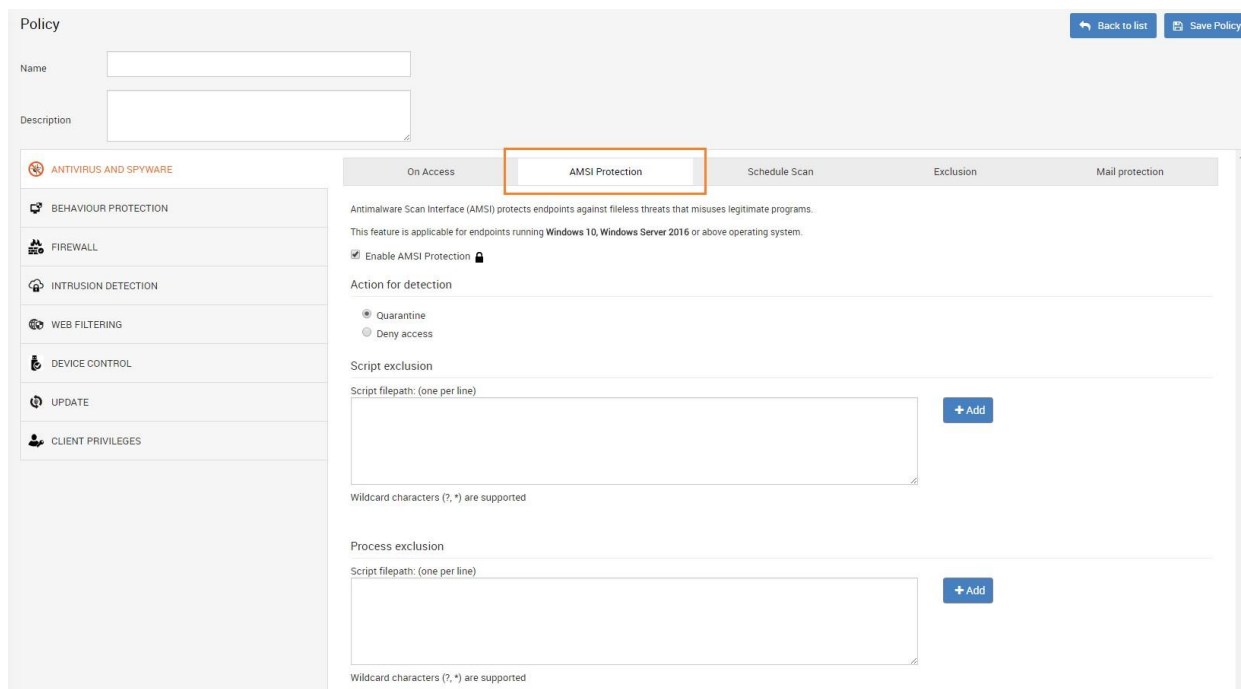 Policy
Back to list
Save Policy
Name
Description
ANTIVIRUS AND SPYWARE
BEHAVIOUR PROTECTION
FIREWALL
INTRUSION DETECTION
WEB FILTERING
DEVICE CONTROL
UPDATE
CLIENT PRIVILEGES
On Access AMSI Protection Schedule Scan Exclusion Mail protection
Antimalware Scan Interface (AMSI) protects endpoints against fileless threats that misuses legitimate programs.
This feature is applicable for endpoints running Windows 10, Windows Server 2016 or above operating system.
Enable AMSI Protection
Action for detection
Quarantine
Deny access
Script exclusion
Script filepath: (one per line)
+ Add
Wildcard characters (?, *) are supported
Process exclusion
Script filepath: (one per line)
+ Add
Wildcard characters (?, *) are supported